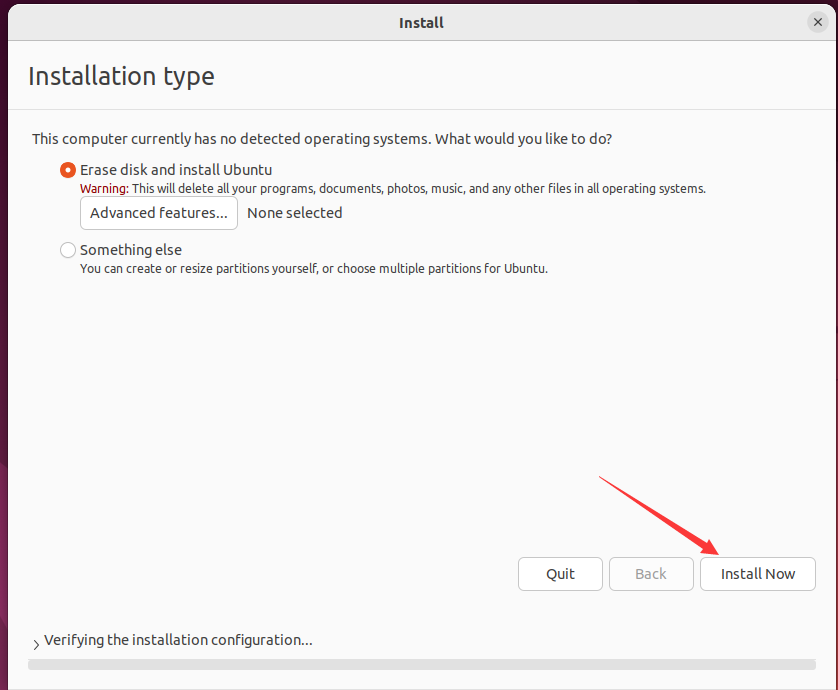 Install
Installation type
This computer currently has no detected operating systems. What would you like to do?
Erase disk and install Ubuntu
Warning: This will delete all your programs, documents, photos, music, and any other files in all operating systems.
Advanced features... None selected
Something else
You can create or resize partitions yourself, or choose multiple partitions for Ubuntu.
Quit Back Install Now
Verifying the installation configuration...